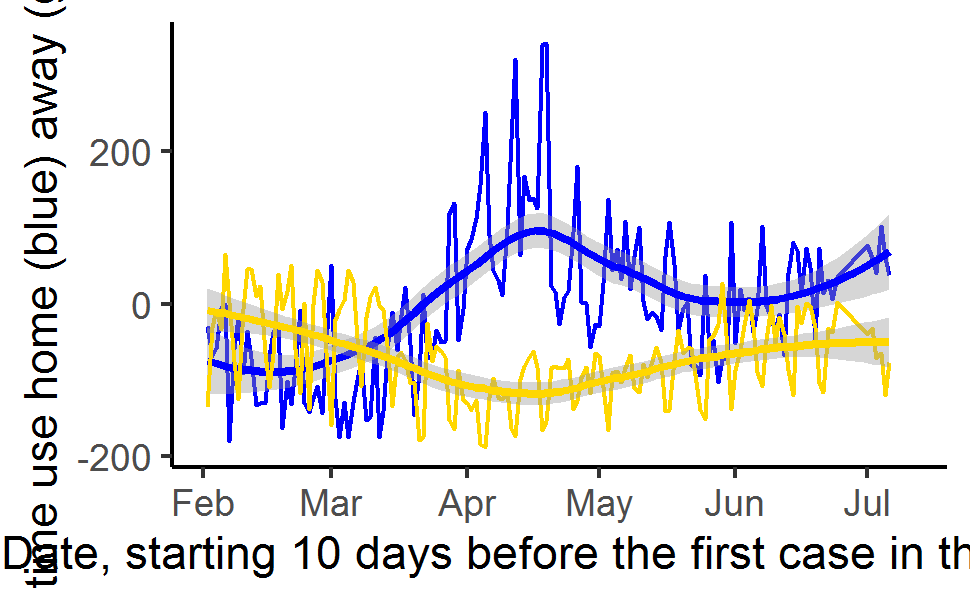 time use home (blue) away (
200
0
-200
Feb Mar Apr May Jun Jul
Date, starting 10 days before the first case in th